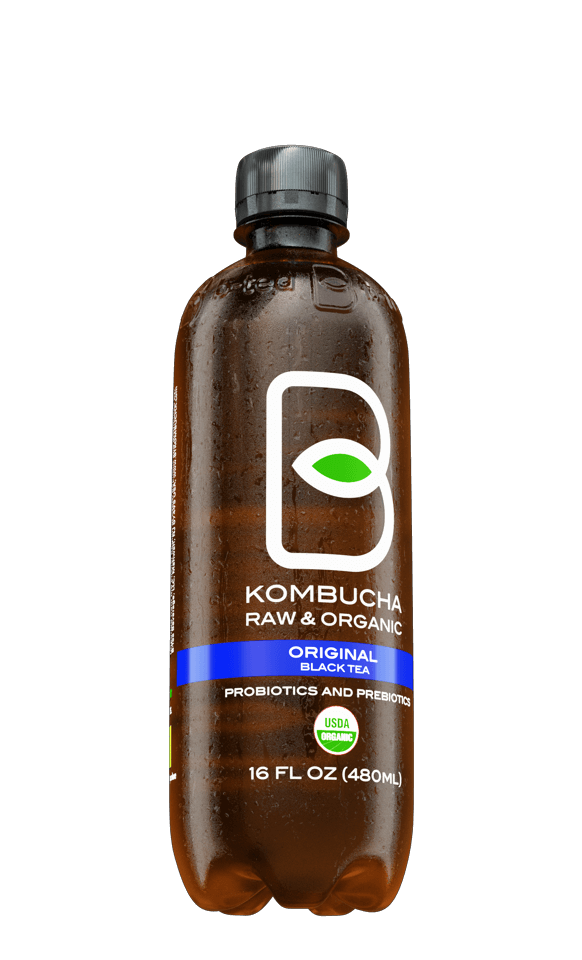 B
KOMBUCHA
RAW & ORGANIC
ORIGINAL
BLACK TEA
PROBIOTICS AND PREBIOTICS
USDA
ORGANIC
16 FL OZ (480ML)